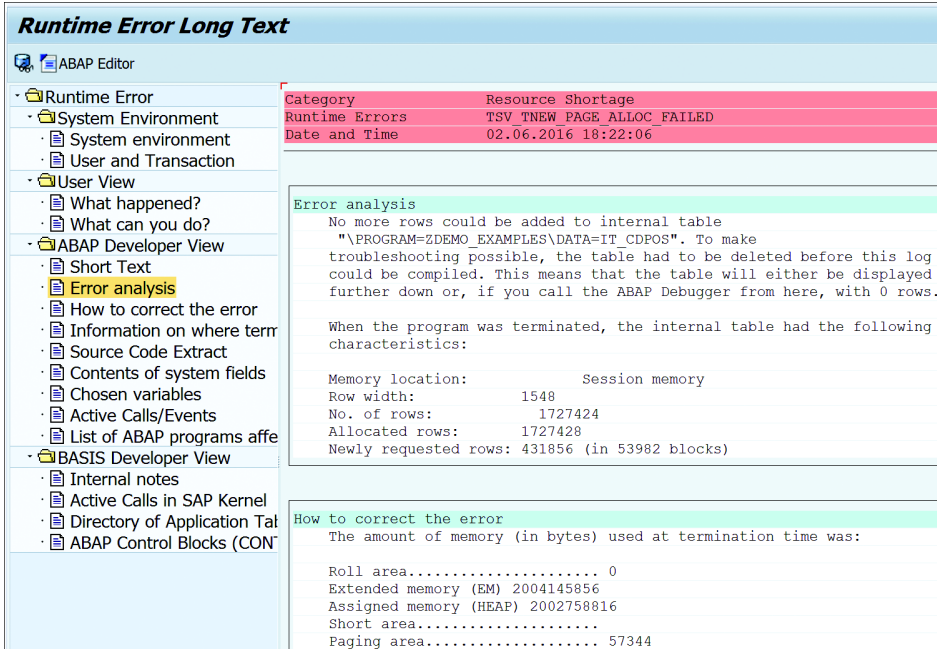 Runtime Error Long Text
ABAP Editor
Runtime Error
System Environment
System environment
User and Transaction
User View
What happened?
What can you do?
ABAP Developer View
Short Text
Error analysis
How to correct the error
Information on where term
Source Code Extract
Contents of system fields
Chosen variables
Active Calls/Events
List of ABAP programs affe
BASIS Developer View
Internal notes
Active Calls in SAP Kernel
Directory of Application Tab
ABAP Control Blocks (CONT
Category Resource Shortage
Runtime Errors TSV_TNEW_PAGE_ALLOC_FAILED
Date and Time 02.06.2016 18:22:06
Error analysis
No more rows could be added to internal table
"\PROGRAM=ZDEMO_EXAMPLES\DATA=IT_CDPOS". To make
troubleshooting possible, the table had to be deleted before this log
could be compiled. This means that the table will either be displayed
further down or, if you call the ABAP Debugger from here, with 0 rows.
When the program was terminated, the internal table had the following
characteristics:
Memory location: Session memory
Row width: 1548
No. of rows: 1727424
Allocated rows: 1727428
Newly requested rows: 431856 (in 53982 blocks)
How to correct the error
The amount of memory (in bytes) used at termination time was:
Roll area...................... 0
Extended memory (EM) 2004145856
Assigned memory (HEAP) 2002758816
Short area.....................
Paging area.................... 57344